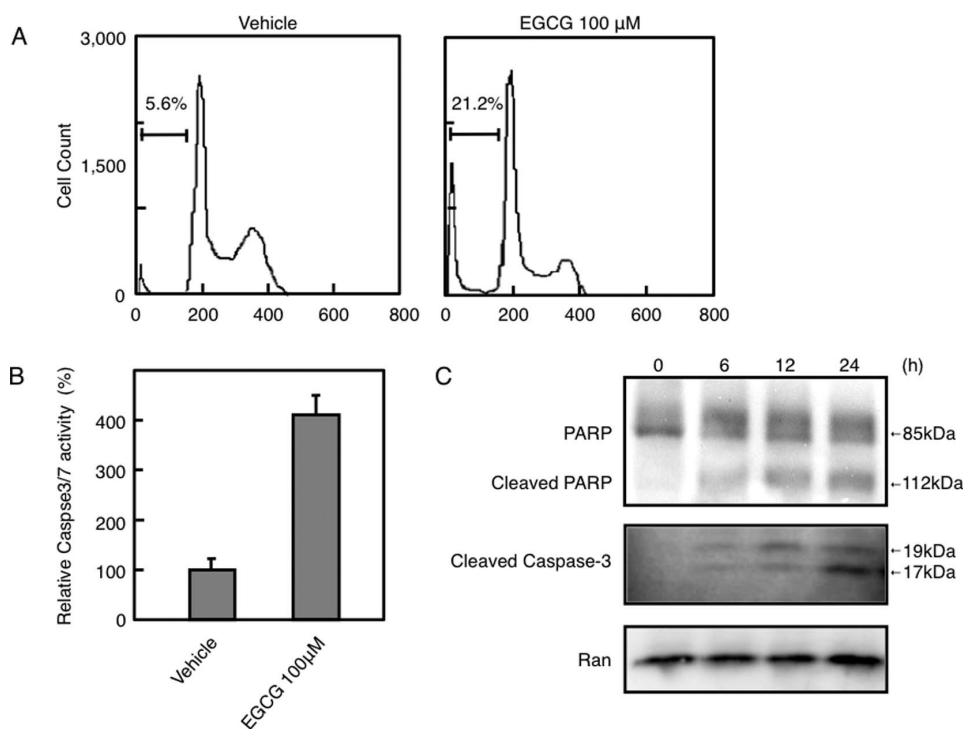 A
Vehicle
EGCG 100 μM
Cell Count
3,000
1,500
0
5.6%
21.2%
0 200 400 600 800
0 200 400 600 800
B
Relative Caspse3/7 activity (%)
400
300
200
100
0
Vehicle
EGCG 100μM
C
0 6 12 24 (h)
PARP ←85kDa
Cleaved PARP ←112kDa
Cleaved Caspase-3 ←19kDa
←17kDa
Ran